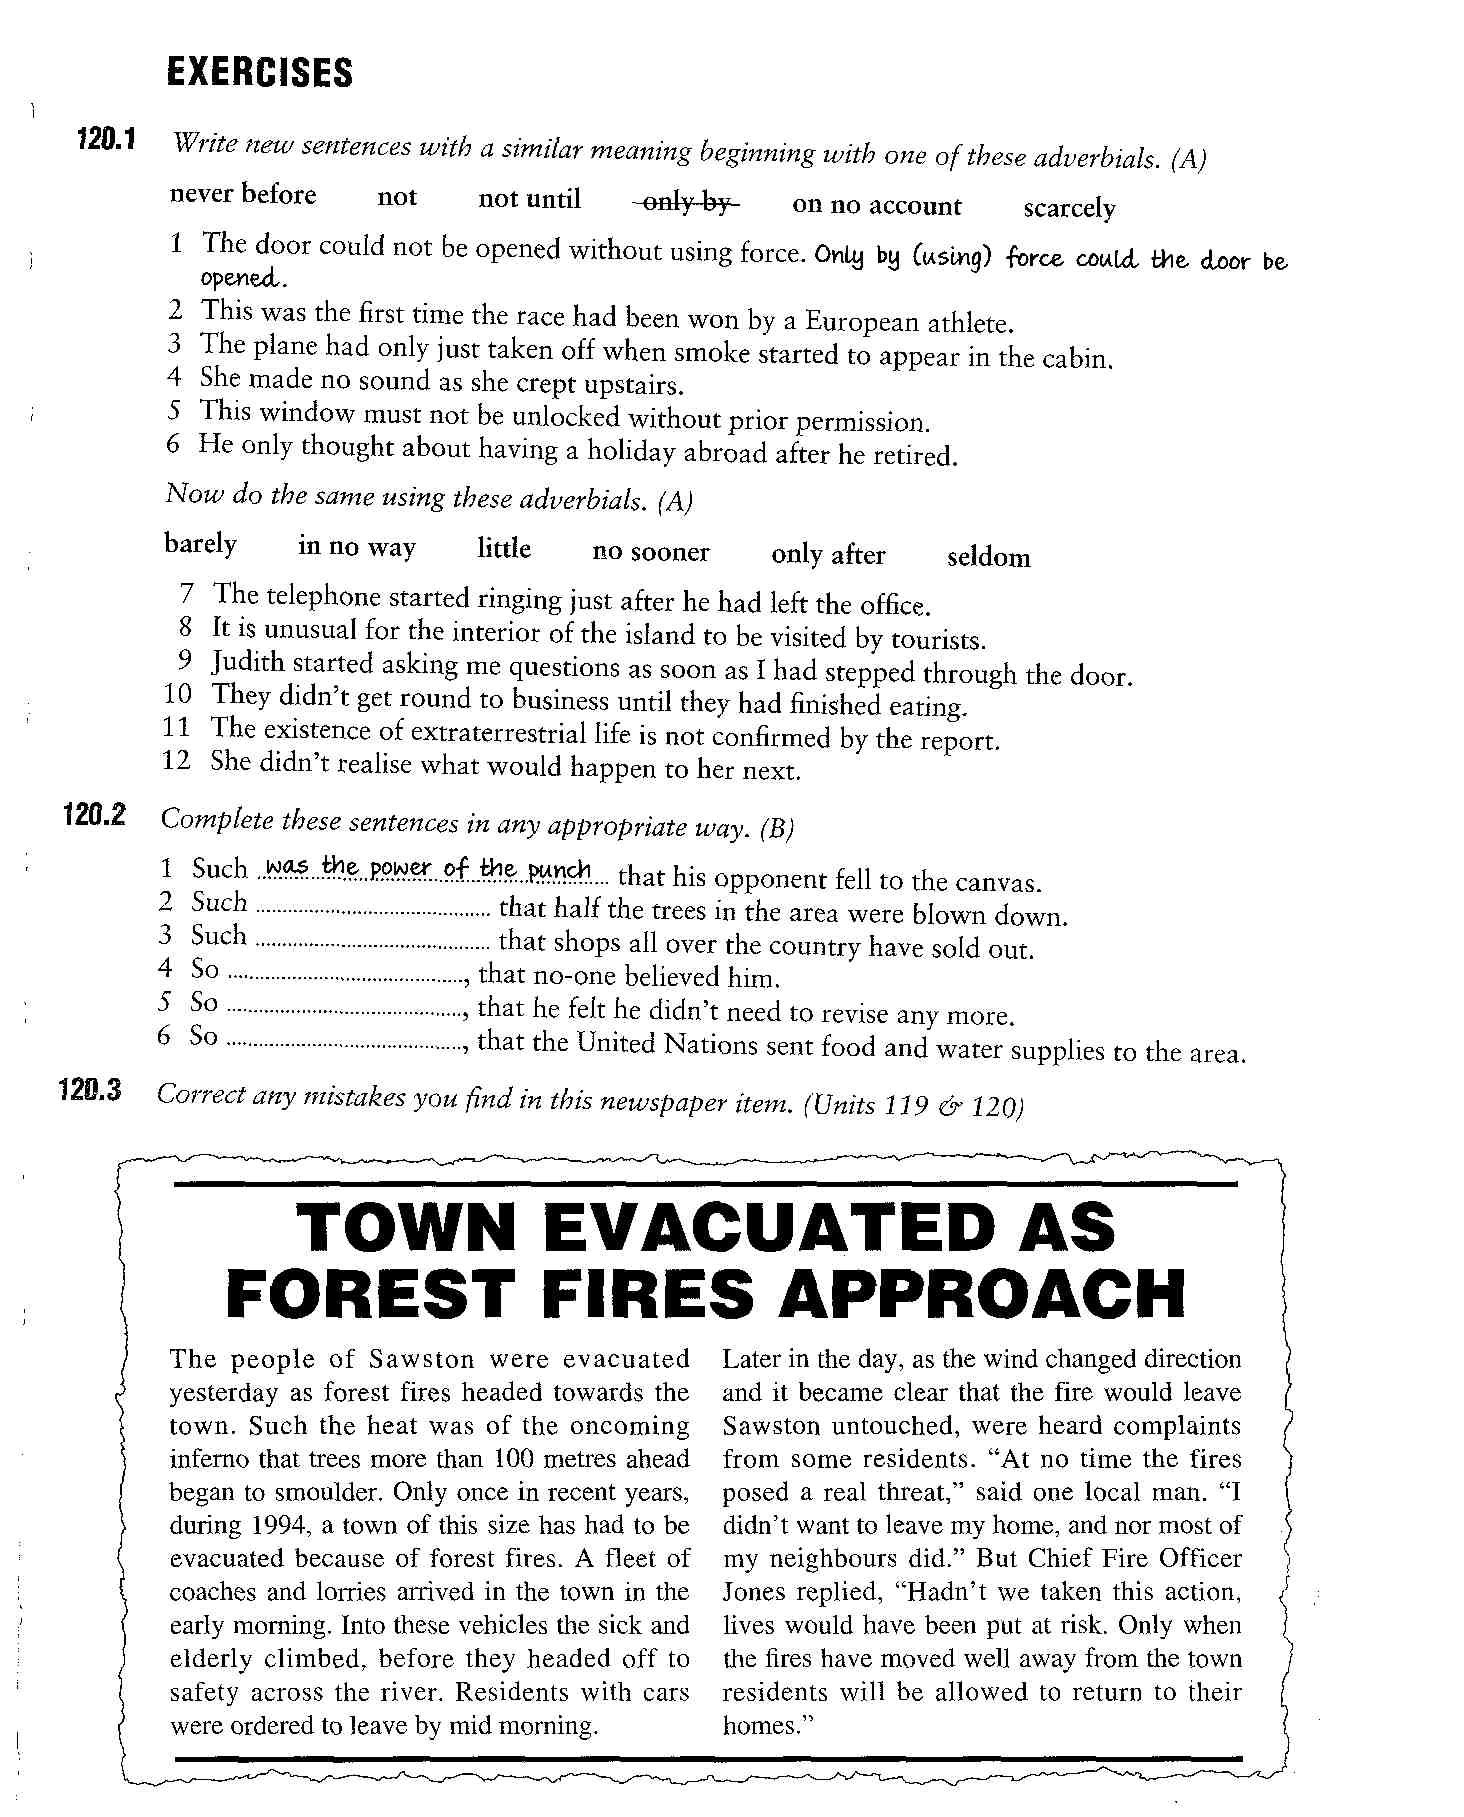 EXERCISES
120.1 Write new sentences with a similar meaning beginning with one of these adverbials. (A)
never before not not until only by on no account scarcely
1 The door could not be opened without using force. Only by (using) force could the door be
opened.
2 This was the first time the race had been won by a European athlete.
3 The plane had only just taken off when smoke started to appear in the cabin.
4 She made no sound as she crept upstairs.
5 This window must not be unlocked without prior permission.
6 He only thought about having a holiday abroad after he retired.
Now do the same using these adverbials. (A)
barely in no way little no sooner only after seldom
7 The telephone started ringing just after he had left the office.
8 It is unusual for the interior of the island to be visited by tourists.
9 Judith started asking me questions as soon as I had stepped through the door.
10 They didn't get round to business until they had finished eating.
11 The existence of extraterrestrial life is not confirmed by the report.
12 She didn't realise what would happen to her next.
120.2 Complete these sentences in any appropriate way. (B)
1 Such was the power of the punch that his opponent fell to the canvas.
2 Such .......................................... that half the trees in the area were blown down.
3 Such .......................................... that shops all over the country have sold out.
4 So .........................................., that no-one believed him.
5 So .........................................., that he felt he didn't need to revise any more.
6 So .........................................., that the United Nations sent food and water supplies to the area.
120.3 Correct any mistakes you find in this newspaper item. (Units 119 & 120)
TOWN EVACUATED AS
FOREST FIRES APPROACH
The people of Sawston were evacuated
yesterday as forest fires headed towards the
town. Such the heat was of the oncoming
inferno that trees more than 100 metres ahead
began to smoulder. Only once in recent years,
during 1994, a town of this size has had to be
evacuated because of forest fires. A fleet of
coaches and lorries arrived in the town in the
early morning. Into these vehicles the sick and
elderly climbed, before they headed off to
safety across the river. Residents with cars
were ordered to leave by mid morning.
Later in the day, as the wind changed direction
and it became clear that the fire would leave
Sawston untouched, were heard complaints
from some residents. "At no time the fires
posed a real threat," said one local man. "I
didn't want to leave my home, and nor most of
my neighbours did." But Chief Fire Officer
Jones replied, "Hadn't we taken this action,
lives would have been put at risk. Only when
the fires have moved well away from the town
residents will be allowed to return to their
homes."